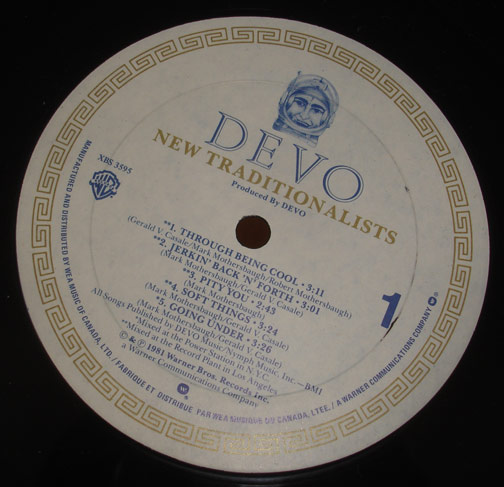 DEVO
NEW TRADITIONALISTS
Produced By DEVO
XBS 3595
1
**1. THROUGH BEING COOL • 3:11
(Gerald V. Casale/Mark Mothersbaugh/Robert Mothersbaugh)
**2. JERKIN' BACK 'N' FORTH • 3:01
(Mark Mothersbaugh/Gerald V. Casale)
**3. PITY YOU • 2:43
(Mark Mothersbaugh)
**4. SOFT THINGS • 3:24
(Mark Mothersbaugh/Gerald V. Casale)
*5. GOING UNDER • 3:26
(Mark Mothersbaugh/Gerald V. Casale)
All Songs Published by DEVO Music/Nymph Music, Inc.—BMI
*Mixed at the Power Station in N.Y.C.
**Mixed at the Record Plant in Los Angeles
© & ℗ 1981 Warner Bros. Records Inc.
a Warner Communications Company
MANUFACTURED AND DISTRIBUTED BY WEA MUSIC OF CANADA, LTD. / FABRIQUÉ ET DISTRIBUÉ PAR WEA MUSIQUE DU CANADA, LTEE. / A WARNER COMMUNICATIONS COMPANY